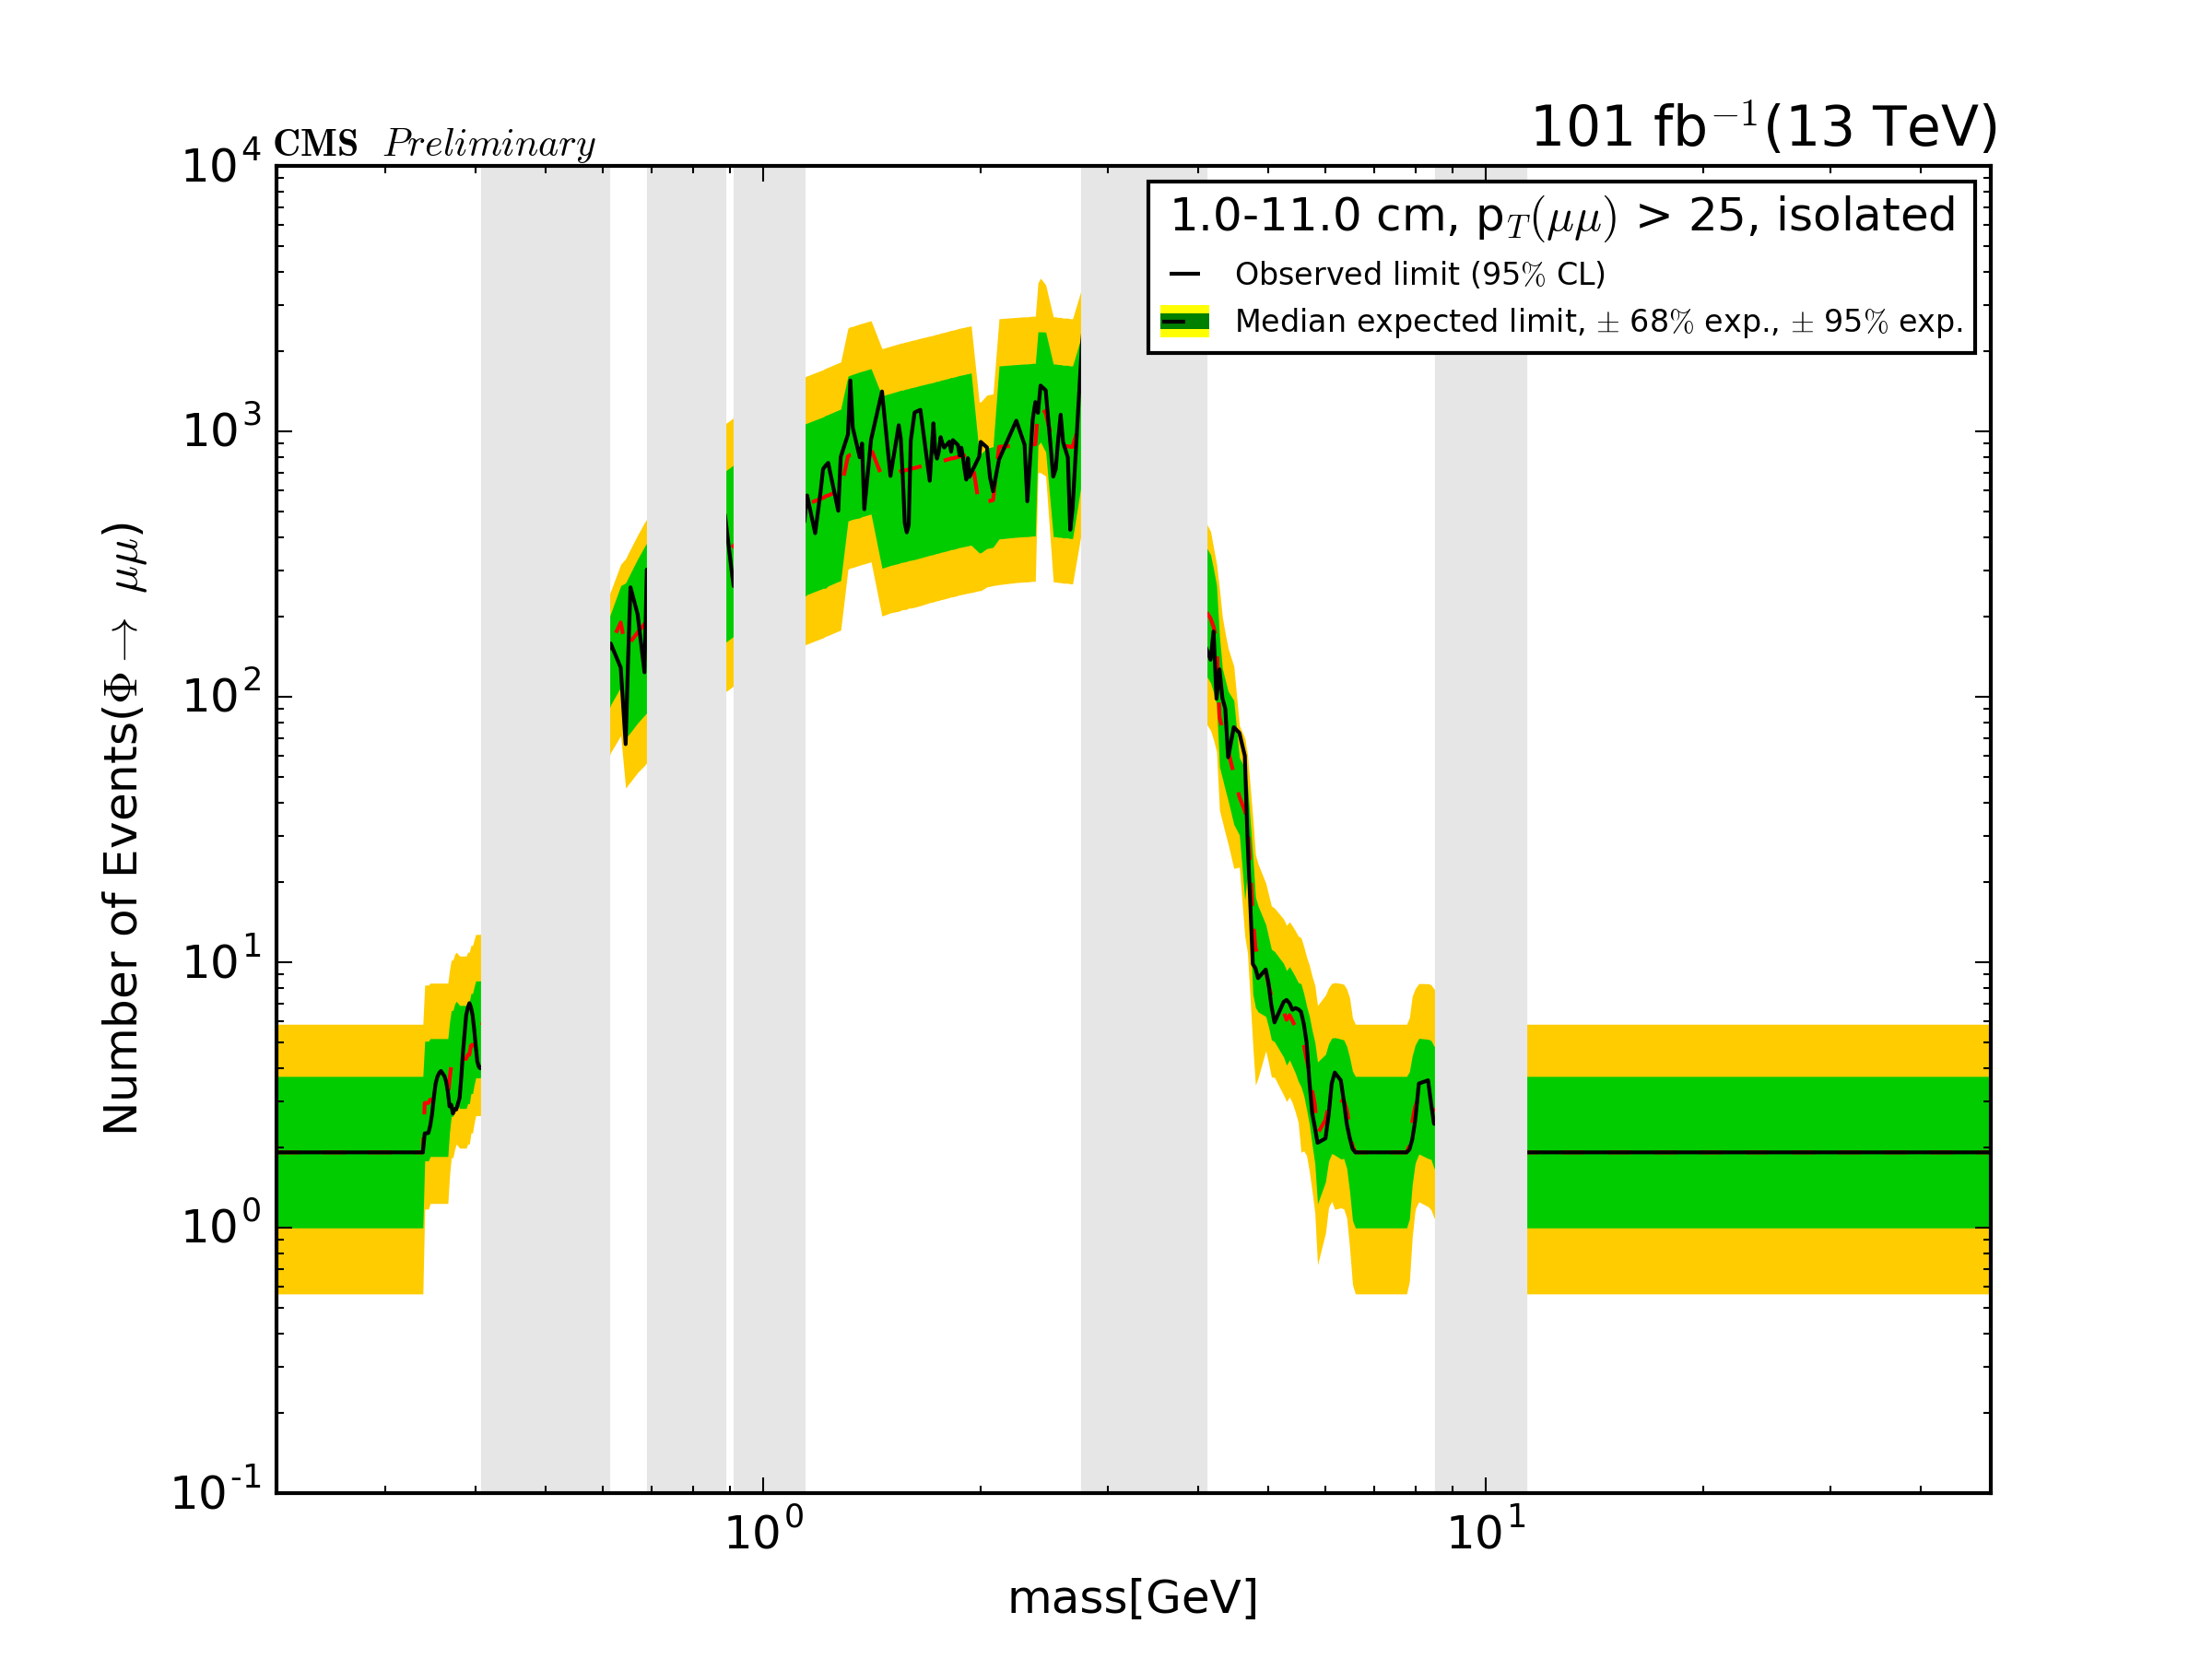 CMS Preliminary
101 fb⁻¹(13 TeV)
1.0-11.0 cm, p_T(μμ) > 25, isolated
Observed limit (95% CL)
Median expected limit, ± 68% exp., ± 95% exp.
Number of Events(Φ → μμ)
10⁴
10³
10²
10¹
10⁰
10⁻¹
10⁰
10¹
mass[GeV]